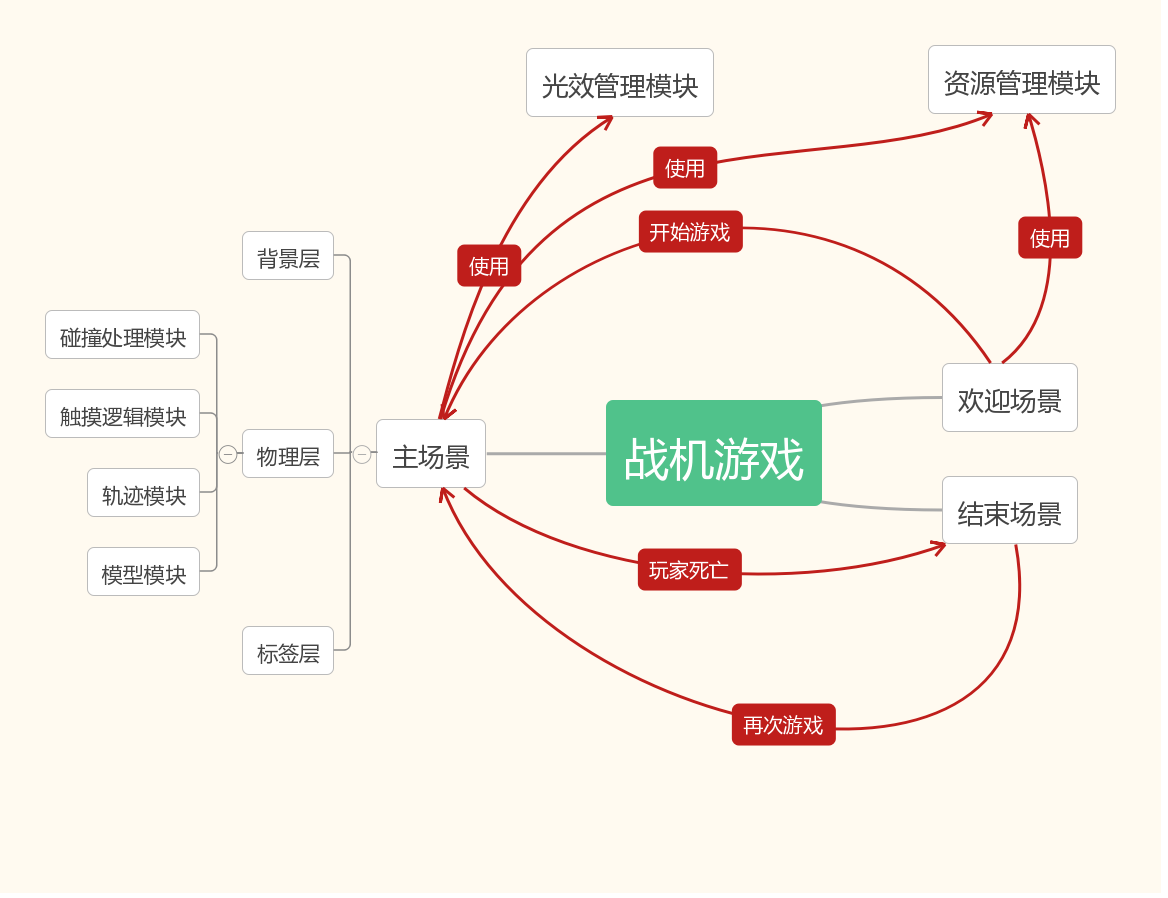 光效管理模块
资源管理模块
使用
开始游戏
使用
使用
背景层
碰撞处理模块
触摸逻辑模块
物理层
轨迹模块
模型模块
标签层
主场景
战机游戏
欢迎场景
结束场景
玩家死亡
再次游戏